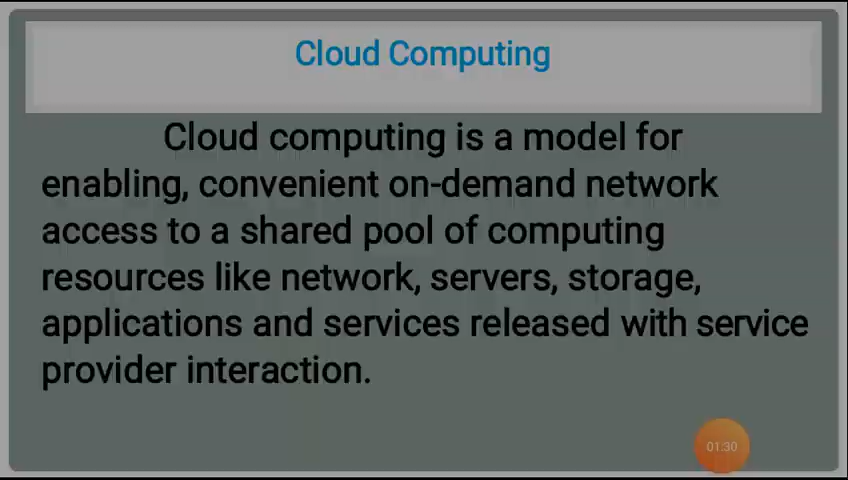 Cloud Computing
Cloud computing is a model for
enabling, convenient on-demand network
access to a shared pool of computing
resources like network, servers, storage,
applications and services released with service
provider interaction.
01:30